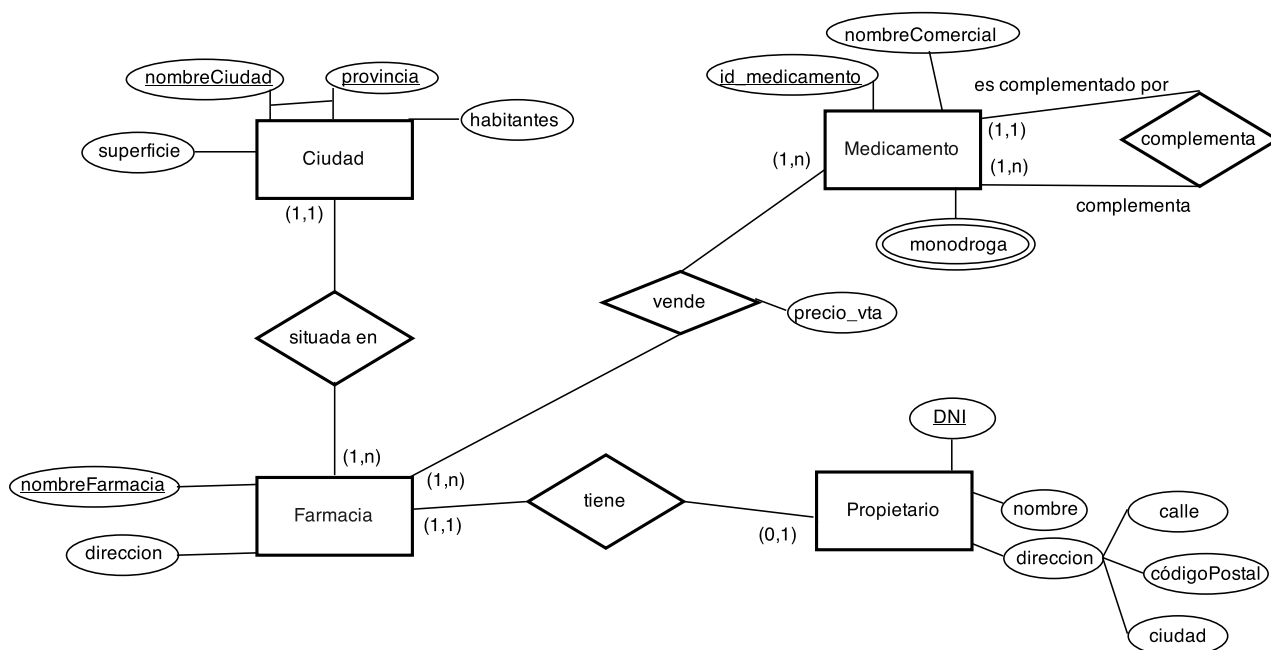 nombreComercial
nombreCiudad
provincia
id_medicamento
es complementado por
habitantes
(1,1)
complementa
superficie
Ciudad
Medicamento
(1,n)
(1,n)
(1,1)
complementa
monodroga
vende
precio_vta
situada en
DNI
(1,n)
nombreFarmacia
(1,n)
tiene
Farmacia
(1,1)
Propietario
nombre
calle
(0,1)
direccion
direccion
códigoPostal
ciudad